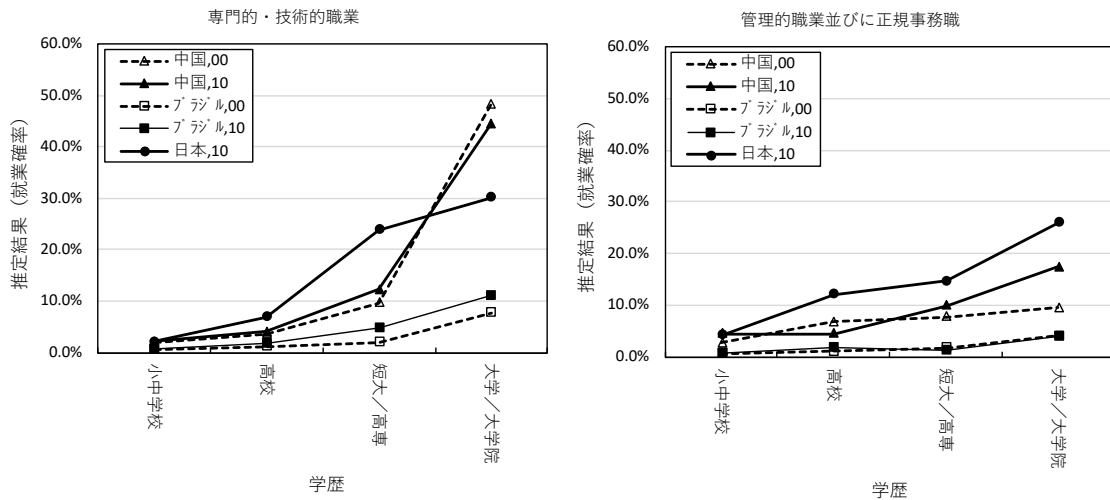 専門的・技術的職業
60.0%
50.0%
40.0%
30.0%
20.0%
10.0%
0.0%
推定結果（就業確率）
中国,00
中国,10
ﾌﾞﾗｼﾞﾙ,00
ﾌﾞﾗｼﾞﾙ,10
日本,10
小中学校
高校
短大／高専
大学／大学院
学歴
管理的職業並びに正規事務職
60.0%
50.0%
40.0%
30.0%
20.0%
10.0%
0.0%
推定結果（就業確率）
中国,00
中国,10
ﾌﾞﾗｼﾞﾙ,00
ﾌﾞﾗｼﾞﾙ,10
日本,10
小中学校
高校
短大／高専
大学／大学院
学歴